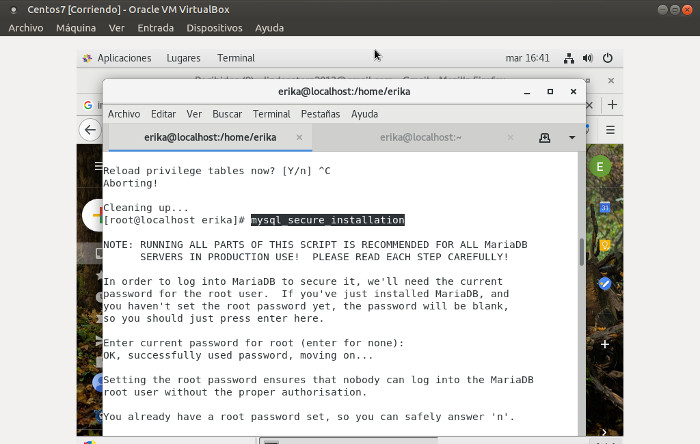 Centos7 [Corriendo] - Oracle VM VirtualBox
Archivo Máquina Ver Entrada Dispositivos Ayuda
Aplicaciones Lugares Terminal mar 16:41
erika@localhost:/home/erika
Archivo Editar Ver Buscar Terminal Pestañas Ayuda
erika@localhost:/home/erika × erika@localhost:~ ×
E
Reload privilege tables now? [Y/n] ^C
Aborting!
Cleaning up...
[root@localhost erika]# mysql_secure_installation
NOTE: RUNNING ALL PARTS OF THIS SCRIPT IS RECOMMENDED FOR ALL MariaDB
SERVERS IN PRODUCTION USE! PLEASE READ EACH STEP CAREFULLY!
In order to log into MariaDB to secure it, we'll need the current
password for the root user. If you've just installed MariaDB, and
you haven't set the root password yet, the password will be blank,
so you should just press enter here.
Enter current password for root (enter for none):
OK, successfully used password, moving on...
Setting the root password ensures that nobody can log into the MariaDB
root user without the proper authorisation.
You already have a root password set, so you can safely answer 'n'.